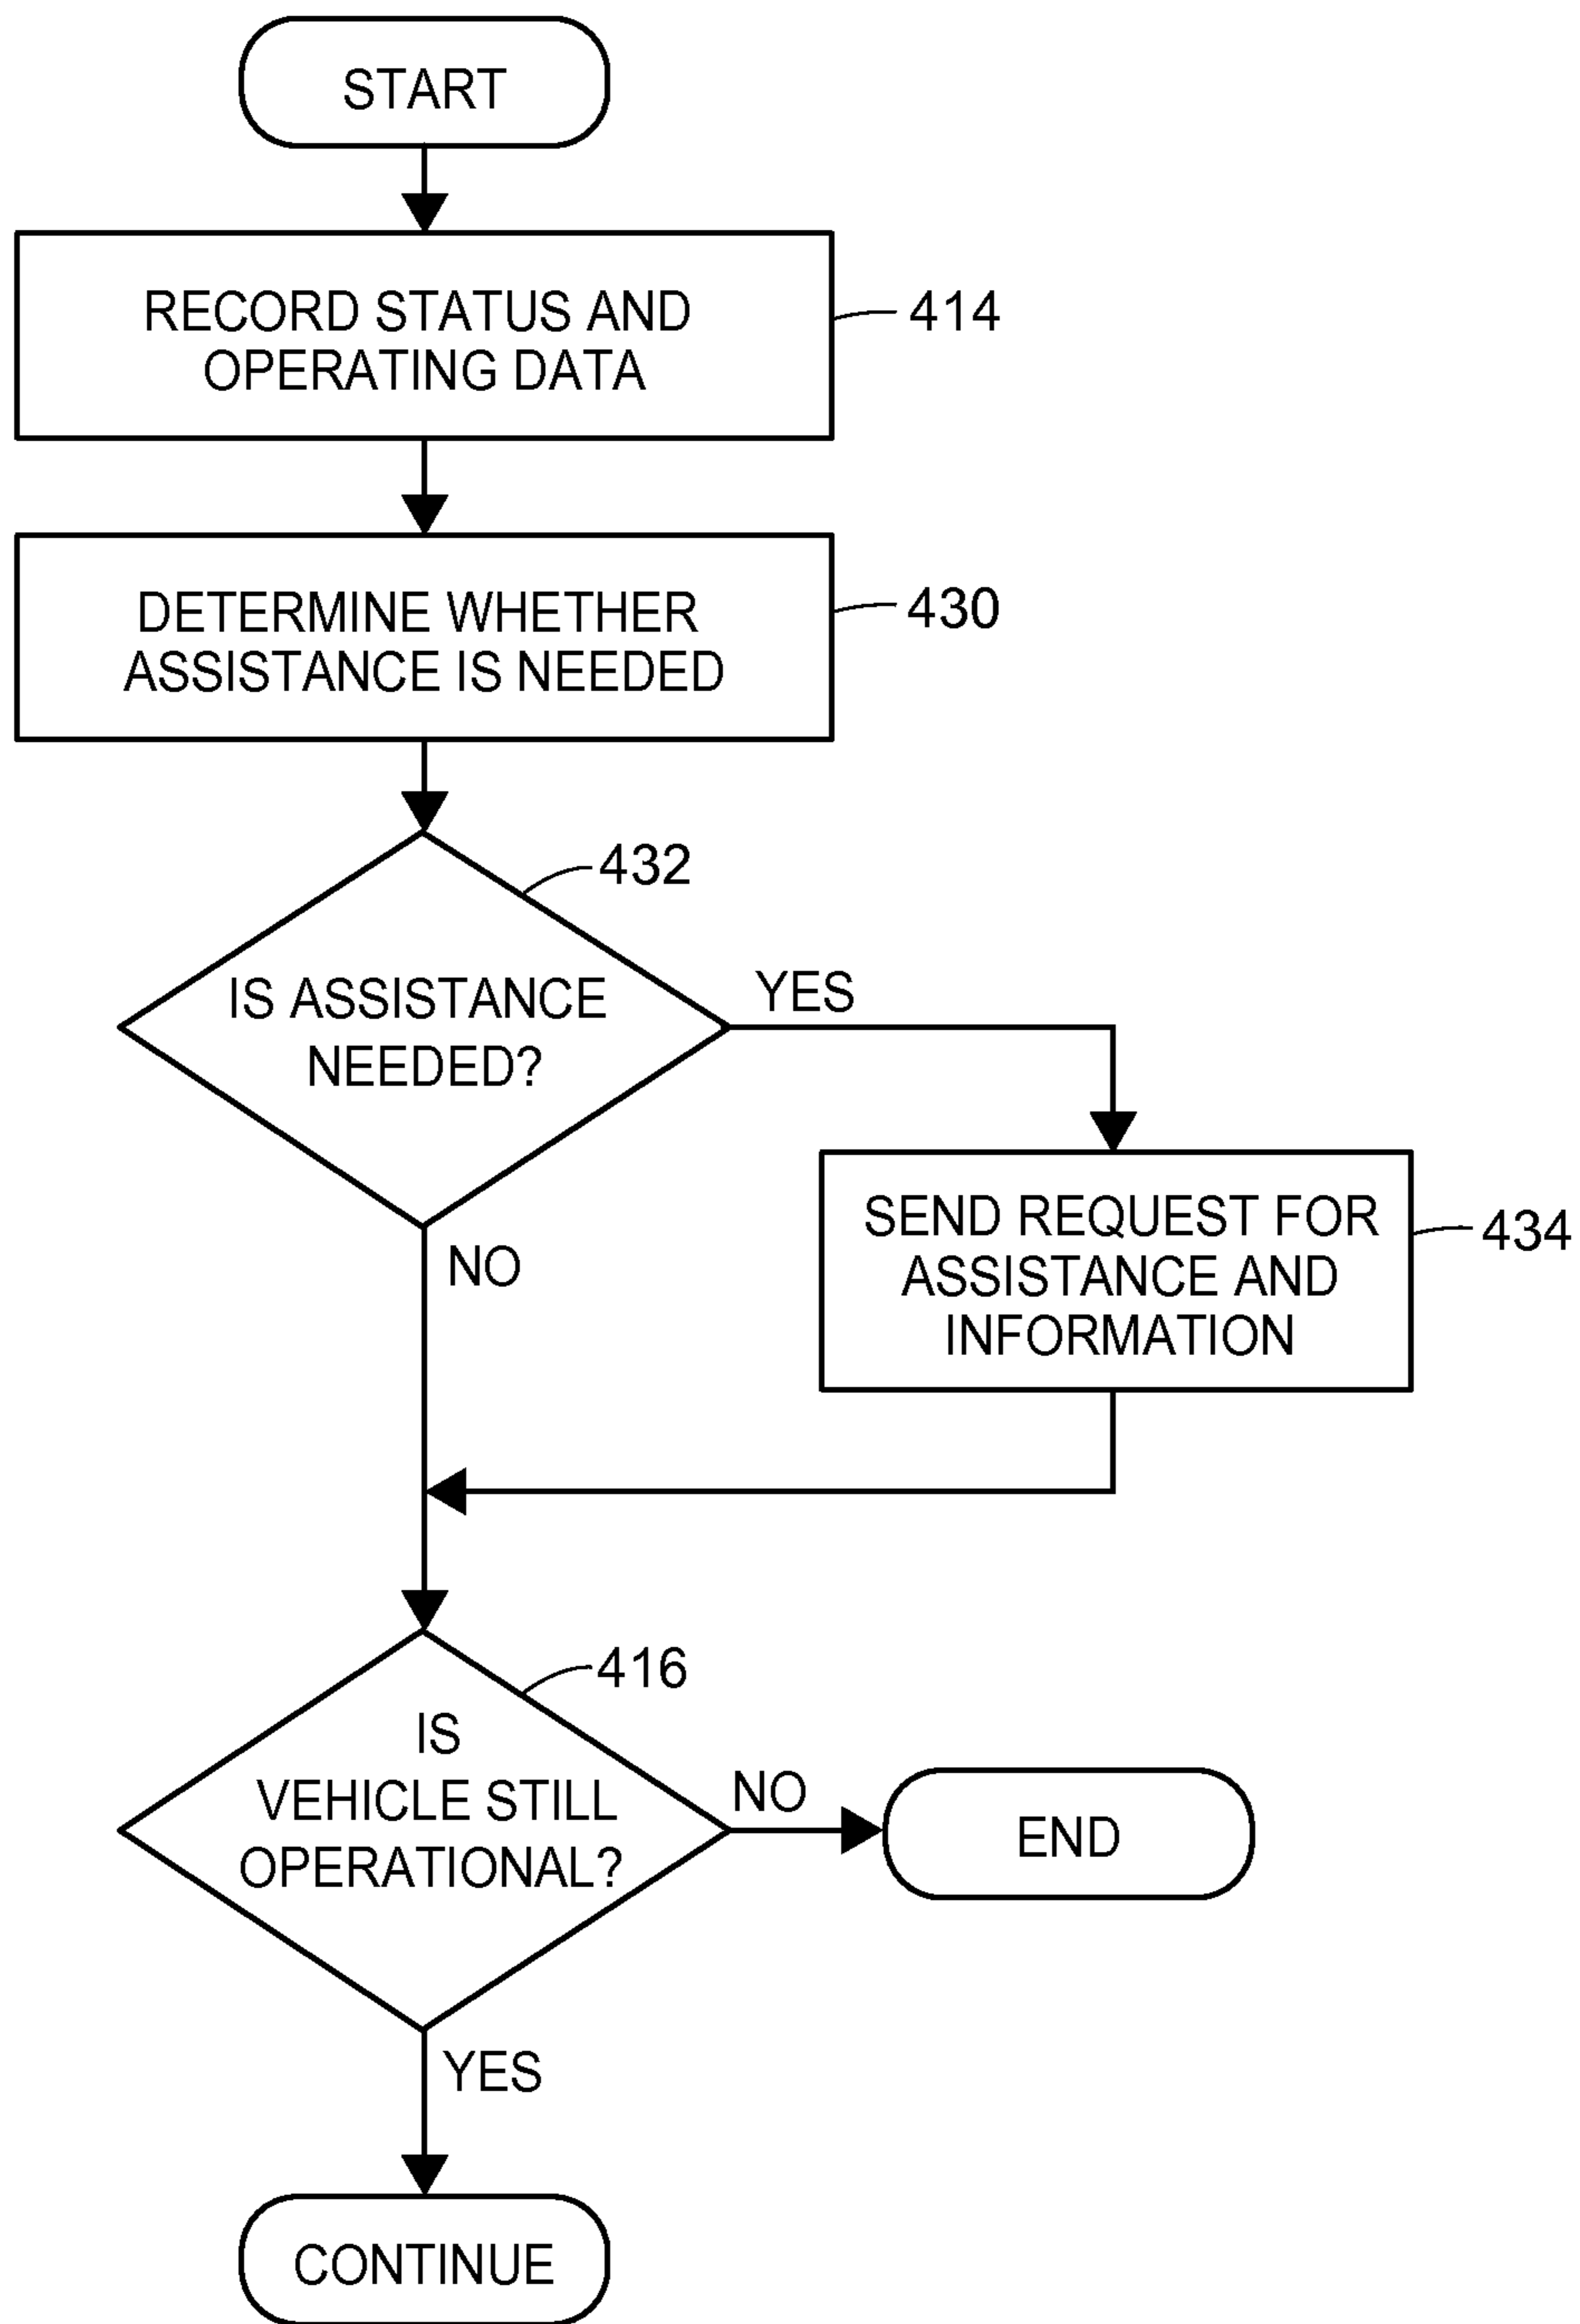 START
RECORD STATUS AND
OPERATING DATA
414
DETERMINE WHETHER
ASSISTANCE IS NEEDED
430
432
IS ASSISTANCE
NEEDED?
YES
NO
SEND REQUEST FOR
ASSISTANCE AND
INFORMATION
434
416
IS
VEHICLE STILL
OPERATIONAL?
NO
END
YES
CONTINUE